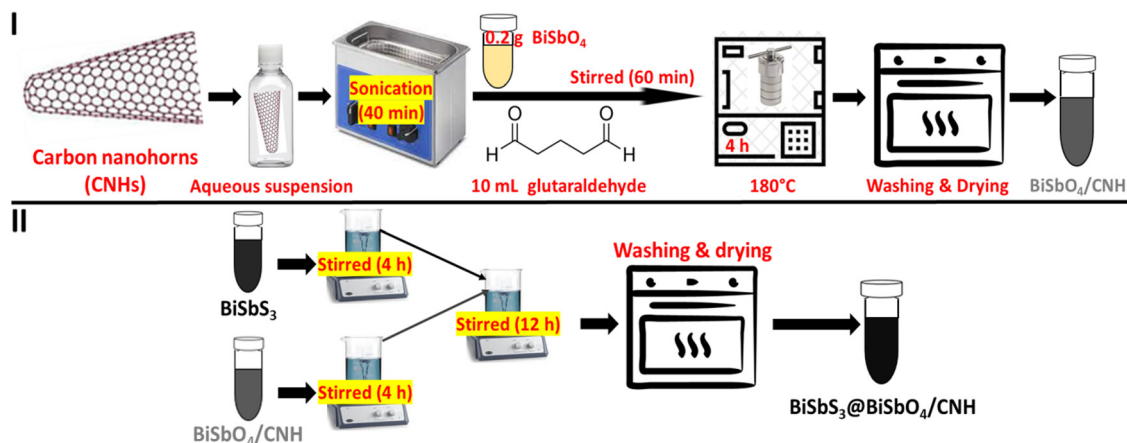 I
0.2 g BiSbO₄
Stirred (60 min)
Sonication
(40 min)
O
O
H
H
4 h
Carbon nanohorns
(CNHs)
Aqueous suspension
10 mL glutaraldehyde
180°C
Washing & Drying
BiSbO₄/CNH
II
Washing & drying
Stirred (4 h)
BiSbS₃
Stirred (12 h)
Stirred (4 h)
BiSbS₃@BiSbO₄/CNH
BiSbO₄/CNH